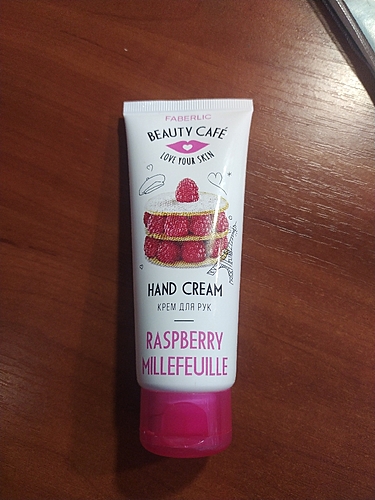 FABERLIC
BEAUTY CAFÉ
LOVE YOUR SKIN
HAND CREAM
КРЕМ ДЛЯ РУК
RASPBERRY
MILLEFEUILLE